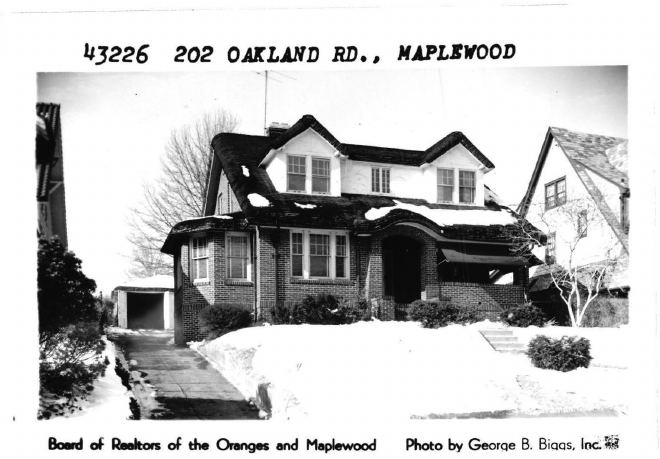 43226 202 OAKLAND RD., MAPLEWOOD
Board of Realtors of the Oranges and Maplewood Photo by George B. Biggs, Inc.